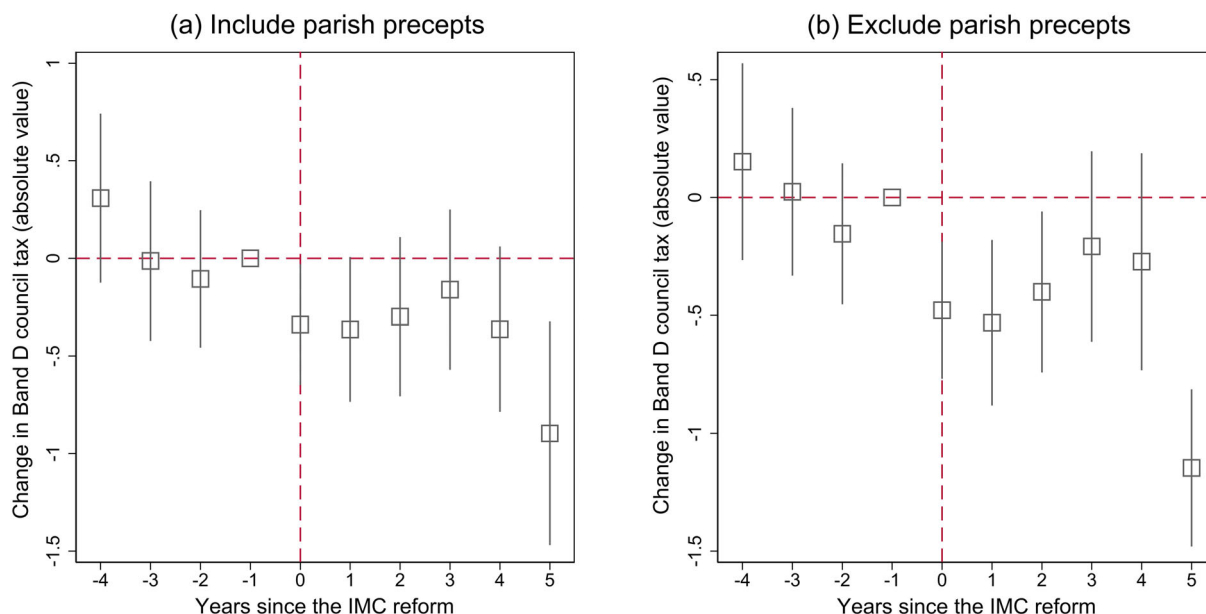 (a) Include parish precepts
Change in Band D council tax (absolute value)
1
.5
0
-.5
-1
-1.5
-4 -3 -2 -1 0 1 2 3 4 5
Years since the IMC reform
(b) Exclude parish precepts
Change in Band D council tax (absolute value)
.5
0
-.5
-1
-1.5
-4 -3 -2 -1 0 1 2 3 4 5
Years since the IMC reform